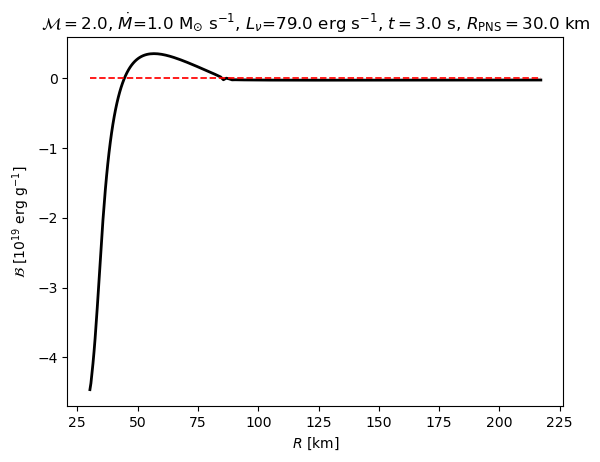 ℳ = 2.0, Ṁ=1.0 M⊙ s⁻¹, Lν=79.0 erg s⁻¹, t = 3.0 s, R_PNS = 30.0 km
0
−1
−2
−3
−4
ℬ [10¹⁹ erg g⁻¹]
25 50 75 100 125 150 175 200 225
R [km]